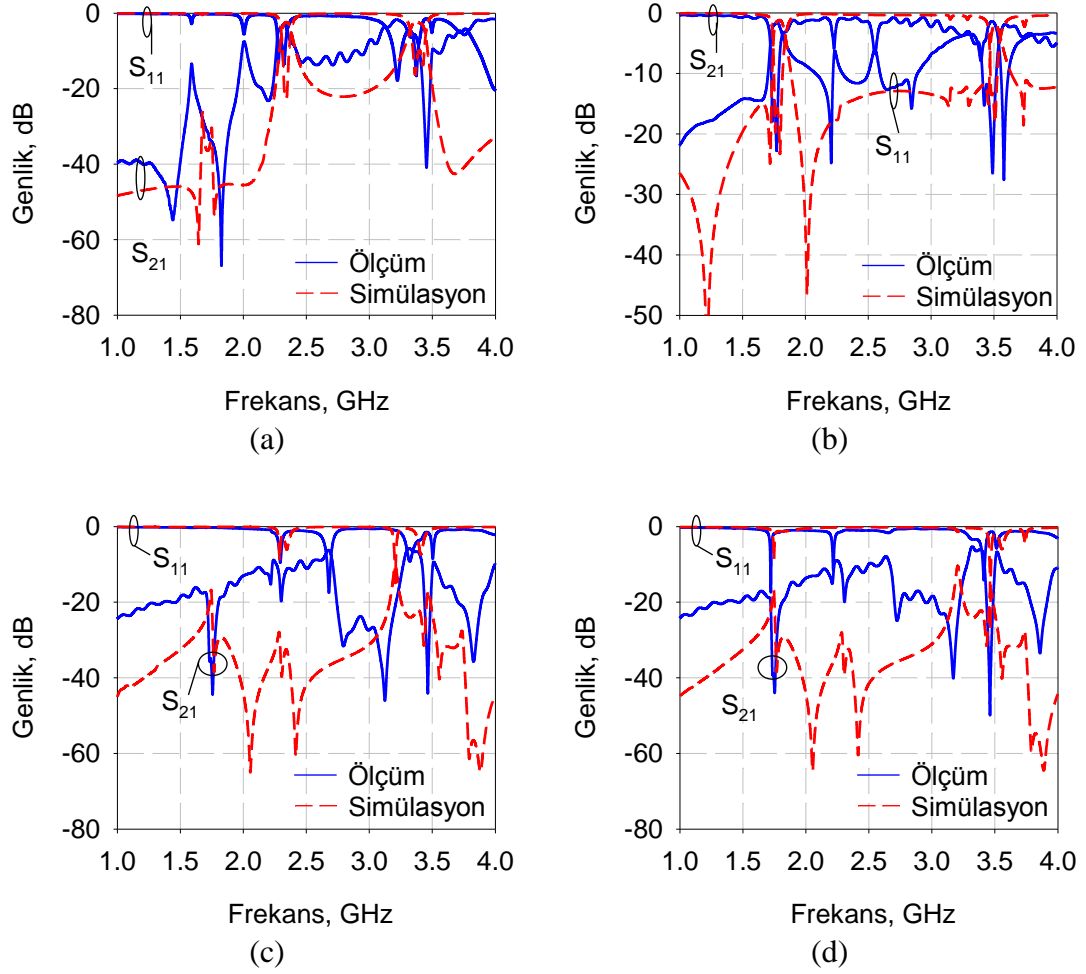 0
S11
-20
-40
S21
-60
-80
Genlik, dB
Ölçüm
Simülasyon
1.0 1.5 2.0 2.5 3.0 3.5 4.0
Frekans, GHz
(a)
0
S21
-10
-20
S11
-30
-40
-50
Genlik, dB
Ölçüm
Simülasyon
1.0 1.5 2.0 2.5 3.0 3.5 4.0
Frekans, GHz
(b)
0
S11
-20
-40
S21
-60
-80
Genlik, dB
Ölçüm
Simülasyon
1.0 1.5 2.0 2.5 3.0 3.5 4.0
Frekans, GHz
(c)
0
S11
-20
-40
S21
-60
-80
Genlik, dB
Ölçüm
Simülasyon
1.0 1.5 2.0 2.5 3.0 3.5 4.0
Frekans, GHz
(d)